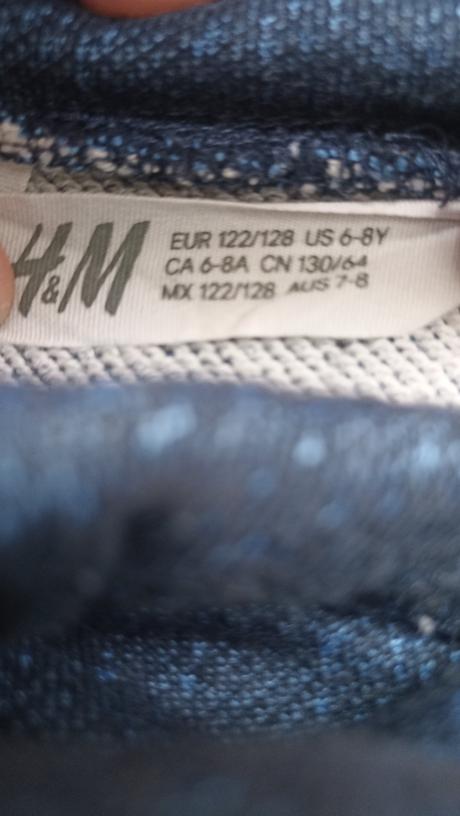 H&M
EUR 122/128 US 6-8Y
CA 6-8A CN 130/64
MX 122/128 AUS 7-8